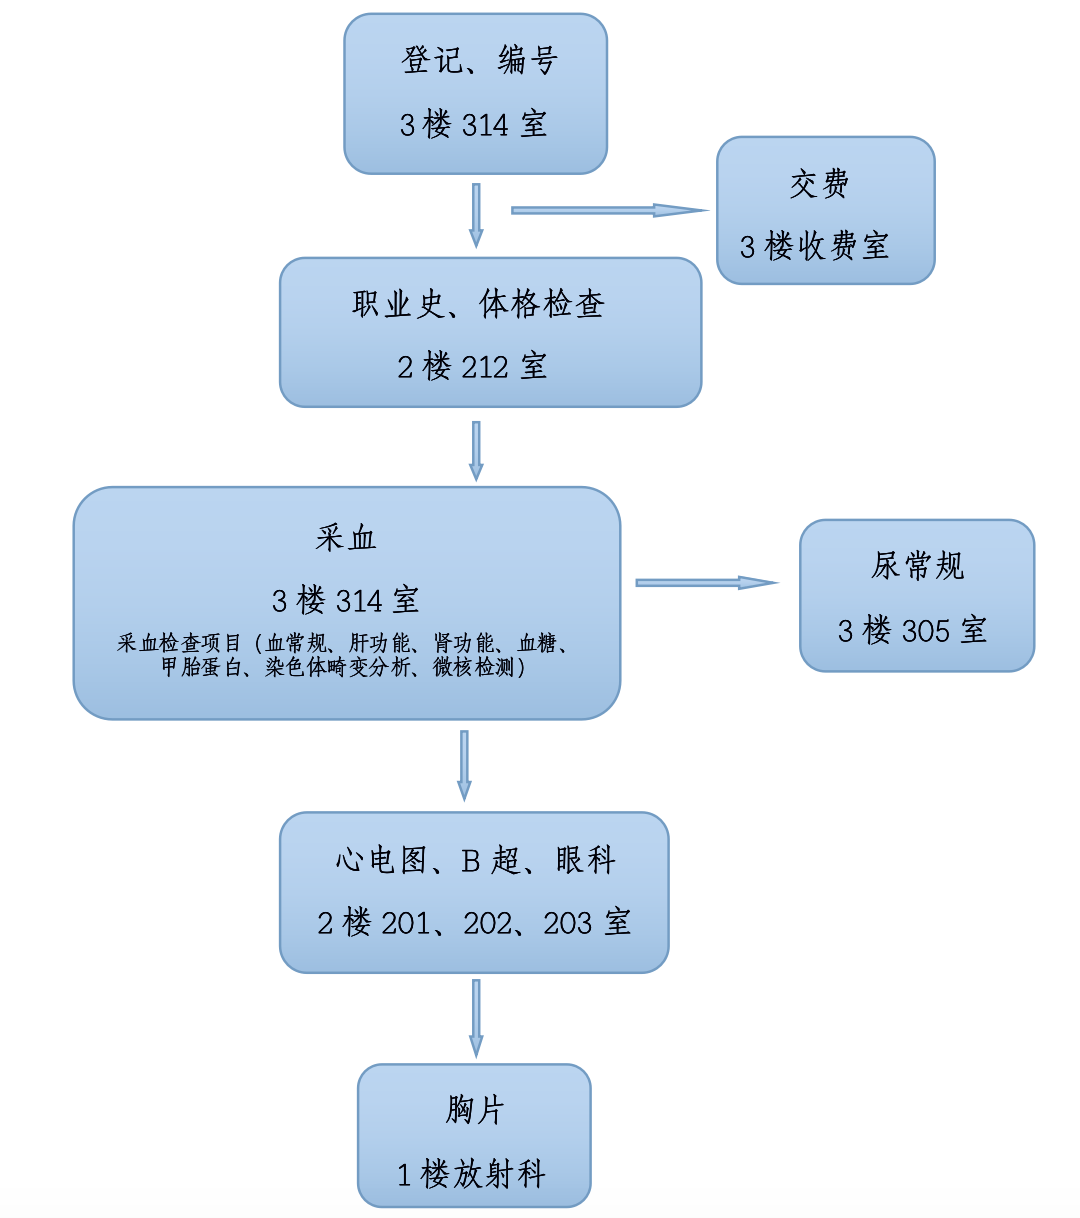 登记、编号
3 楼 314 室
交费
3 楼收费室
职业史、体格检查
2 楼 212 室
采血
3 楼 314 室
采血检查项目（血常规、肝功能、肾功能、血糖、
甲胎蛋白、染色体畸变分析、微核检测）
尿常规
3 楼 305 室
心电图、B 超、眼科
2 楼 201、202、203 室
胸片
1 楼放射科